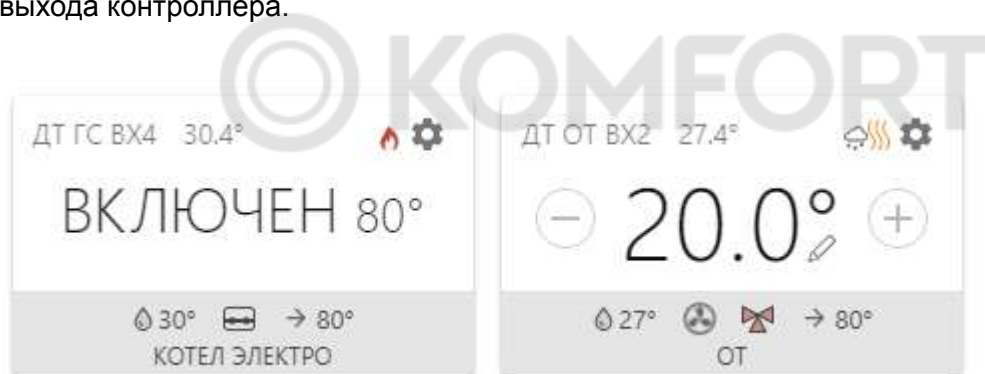 выхода контроллера.
KOMFORT
ДТ ГС ВХ4 30.4°
ВКЛЮЧЕН 80°
30° → 80°
КОТЕЛ ЭЛЕКТРО
ДТ ОТ ВХ2 27.4°
− 20.0° +
27° → 80°
ОТ